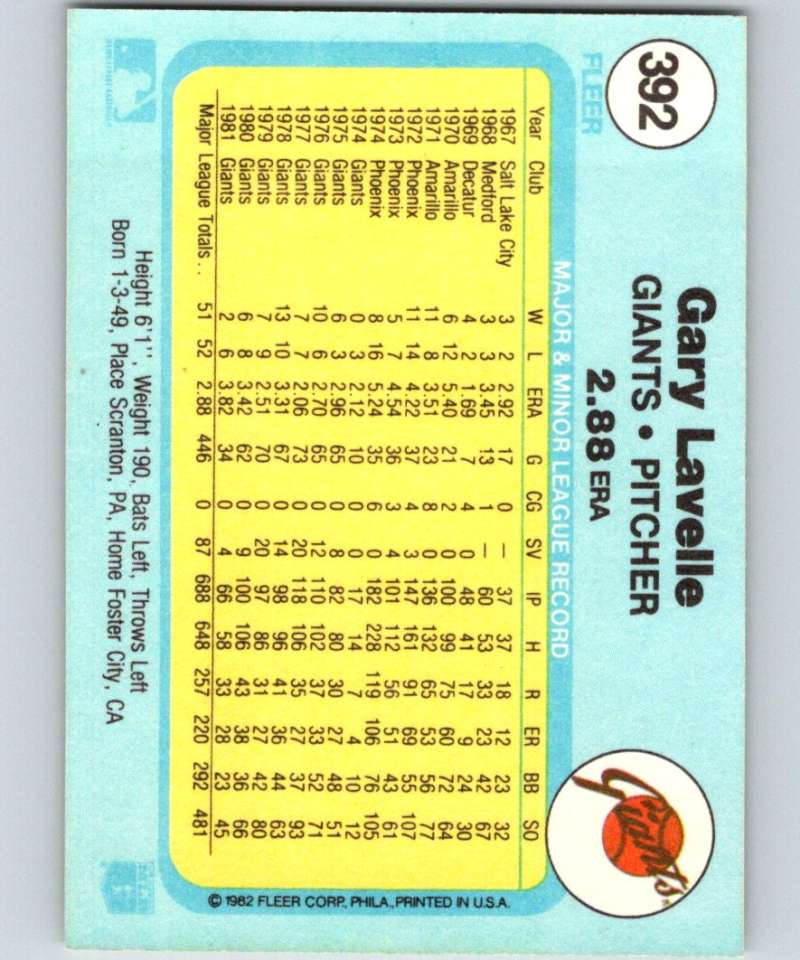 392
FLEER
Gary Lavelle
GIANTS • PITCHER
2.88 ERA
Giants
MAJOR & MINOR LEAGUE RECORD
Year Club W L ERA G CG SV IP H R ER BB SO
1967 Salt Lake City 3 2 2.92 17 0 — 37 37 18 12 23 32
1968 Medford 3 3 3.45 13 1 — 60 53 33 23 42 67
1969 Decatur 4 2 1.69 7 4 0 48 41 17 9 24 30
1970 Amarillo 6 12 5.40 21 2 0 100 99 75 60 72 64
1971 Amarillo 11 8 3.51 23 8 0 136 132 65 53 56 77
1972 Phoenix 11 14 4.22 37 4 3 147 161 91 69 55 107
1973 Phoenix 5 7 4.54 36 3 4 101 112 56 51 43 61
1974 Phoenix 8 16 5.24 35 6 0 182 228 119 106 76 105
1974 Giants 0 3 2.12 10 0 0 17 14 7 4 10 12
1975 Giants 6 3 2.96 65 0 8 82 80 30 27 48 51
1976 Giants 10 6 2.70 65 0 12 110 102 37 33 52 71
1977 Giants 7 7 2.06 73 0 20 118 106 35 27 37 93
1978 Giants 13 10 3.31 67 0 14 98 96 41 36 44 63
1979 Giants 7 9 2.51 70 0 20 97 86 31 27 42 80
1980 Giants 6 8 3.42 62 0 9 100 106 43 38 36 66
1981 Giants 2 6 3.82 34 0 4 66 58 33 28 23 45
Major League Totals . . 51 52 2.88 446 0 87 688 648 257 220 292 481
© 1982 FLEER CORP., PHILA., PRINTED IN U.S.A.
Height 6'1", Weight 190, Bats Left, Throws Left
Born 1-3-49, Place Scranton, PA, Home Foster City, CA